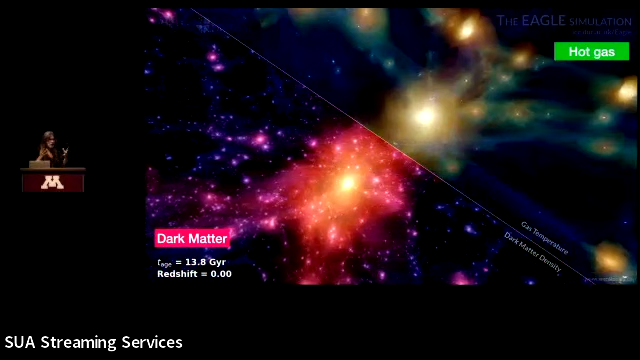 THE EAGLE SIMULATION
Hot gas
Gas Temperature
Dark Matter Density
Dark Matter
tage = 13.8 Gyr
Redshift = 0.00
M
SUA Streaming Services